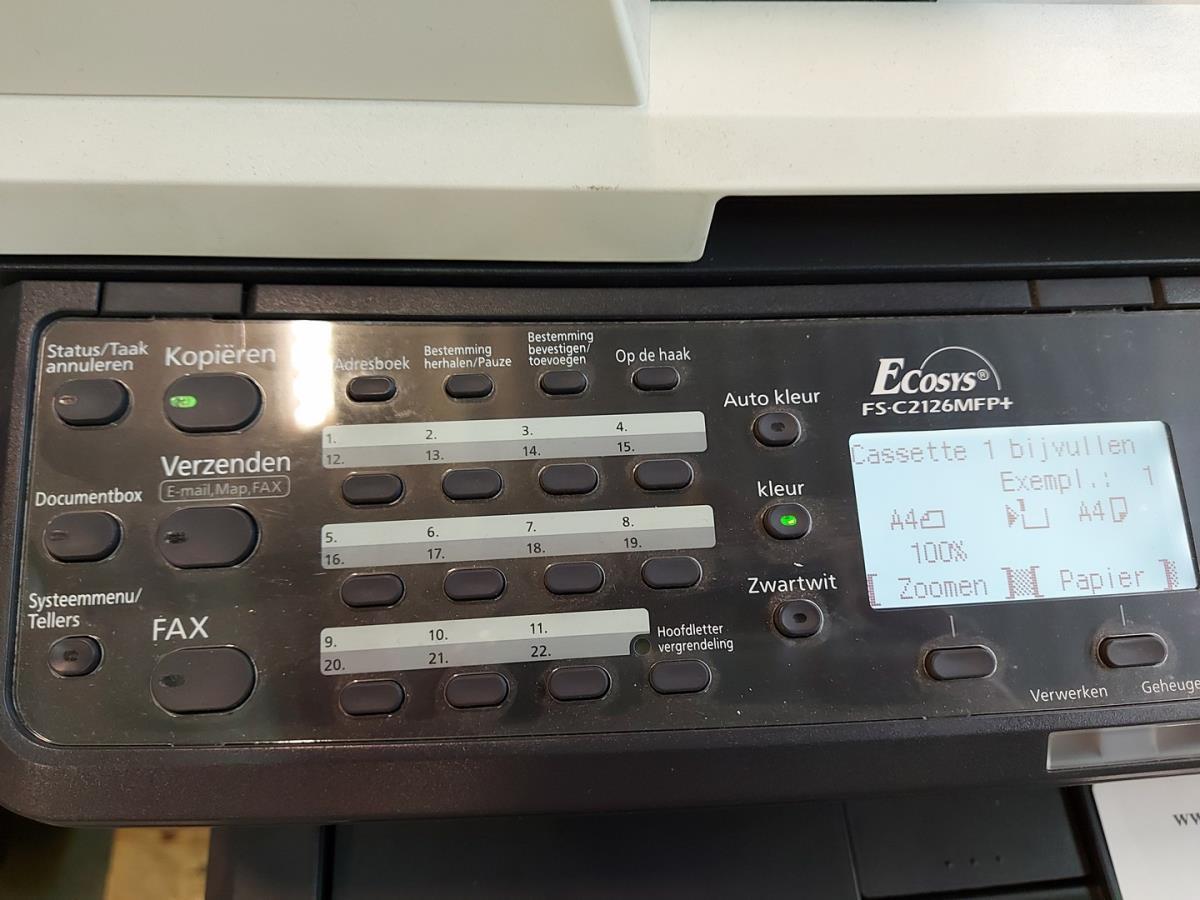 Status/Taak
annuleren
Kopiëren
Adresboek
Bestemming
herhalen/Pauze
Bestemming
bevestigen/
toevoegen
Op de haak
1. 2. 3. 4.
12. 13. 14. 15.
Documentbox
Verzenden
E-mail,Map,FAX
5. 6. 7. 8.
16. 17. 18. 19.
Systeemmenu/
Tellers
FAX
9. 10. 11.
20. 21. 22.
Hoofdletter
vergrendeling
Auto kleur
kleur
Zwartwit
ECOSYS®
FS-C2126MFP+
Cassette 1 bijvullen
Exempl.: 1
A4 A4
100%
[ Zoomen ] [ Papier ]
Verwerken